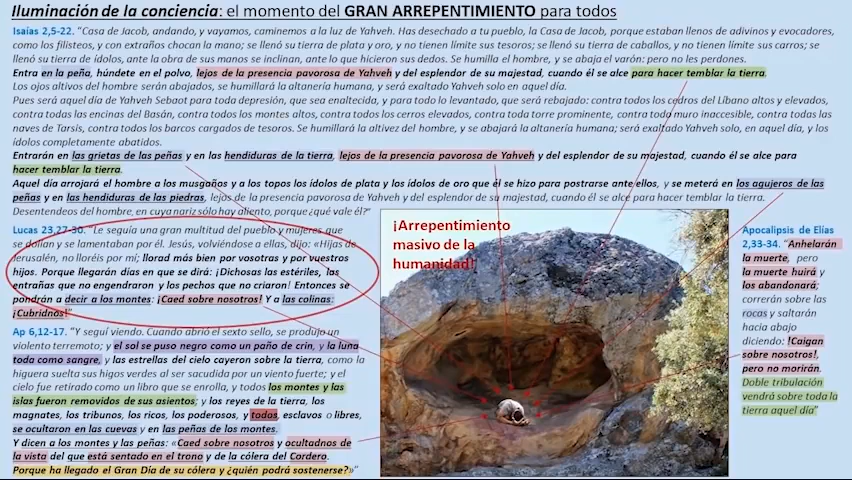 Iluminación de la conciencia: el momento del GRAN ARREPENTIMIENTO para todos
Isaías 2,5-22. "Casa de Jacob, andando, y vayamos, caminemos a la luz de Yahveh. Has desechado a tu pueblo, la Casa de Jacob, porque estaban llenos de adivinos y evocadores,
como los filisteos, y con extraños chocan la mano; se llenó su tierra de plata y oro, y no tienen límite sus tesoros; se llenó su tierra de caballos, y no tienen límite sus carros; se
llenó su tierra de ídolos, ante la obra de sus manos se inclinan, ante lo que hicieron sus dedos. Se humilla el hombre, y se abaja el varón: pero no les perdones.
Entra en la peña, húndete en el polvo, lejos de la presencia pavorosa de Yahveh y del esplendor de su majestad, cuando él se alce para hacer temblar la tierra.
Los ojos altivos del hombre serán abajados, se humillará la altanería humana, y será exaltado Yahveh solo en aquel día.
Pues será aquel día de Yahveh Sebaot para toda depresión, que sea enaltecida, y para todo lo levantado, que será rebajado: contra todos los cedros del Líbano altos y elevados,
contra todas las encinas del Basán, contra todos los montes altos, contra todos los cerros elevados, contra toda torre prominente, contra todo muro inaccesible, contra todas las
naves de Tarsis, contra todos los barcos cargados de tesoros. Se humillará la altivez del hombre, y se abajará la altanería humana; será exaltado Yahveh solo, en aquel día, y los
ídolos completamente abatidos.
Entrarán en las grietas de las peñas y en las hendiduras de la tierra, lejos de la presencia pavorosa de Yahveh y del esplendor de su majestad, cuando él se alce para
hacer temblar la tierra.
Aquel día arrojará el hombre a los musgaños y a los topos los ídolos de plata y los ídolos de oro que él se hizo para postrarse ante ellos, y se meterá en los agujeros de las
peñas y en las hendiduras de las piedras, lejos de la presencia pavorosa de Yahveh y del esplendor de su majestad, cuando él se alce para hacer temblar la tierra.
Desentendeos del hombre, en cuya nariz sólo hay aliento, porque ¿qué vale él?"
Lucas 23,27-30. "Le seguía una gran multitud del pueblo y mujeres que
se dolían y se lamentaban por él. Jesús, volviéndose a ellas, dijo: «Hijas de
Jerusalén, no lloréis por mí; llorad más bien por vosotras y por vuestros
hijos. Porque llegarán días en que se dirá: ¡Dichosas las estériles, las
entrañas que no engendraron y los pechos que no criaron! Entonces se
pondrán a decir a los montes: ¡Caed sobre nosotros! Y a las colinas:
¡Cubridnos!"
Ap 6,12-17. "Y seguí viendo. Cuando abrió el sexto sello, se produjo un
violento terremoto; y el sol se puso negro como un paño de crin, y la luna
toda como sangre, y las estrellas del cielo cayeron sobre la tierra, como la
higuera suelta sus higos verdes al ser sacudida por un viento fuerte; y el
cielo fue retirado como un libro que se enrolla, y todos los montes y las
islas fueron removidos de sus asientos; y los reyes de la tierra, los
magnates, los tribunos, los ricos, los poderosos, y todos, esclavos o libres,
se ocultaron en las cuevas y en las peñas de los montes.
Y dicen a los montes y las peñas: «Caed sobre nosotros y ocultadnos de
la vista del que está sentado en el trono y de la cólera del Cordero.
Porque ha llegado el Gran Día de su cólera y ¿quién podrá sostenerse?»"
¡Arrepentimiento
masivo de la
humanidad!
Apocalipsis de Elías
2,33-34. "Anhelarán
la muerte, pero
la muerte huirá y
los abandonará;
correrán sobre las
rocas y saltarán
hacia abajo
diciendo: !Caigan
sobre nosotros!,
pero no morirán.
Doble tribulación
vendrá sobre toda la
tierra aquel día"